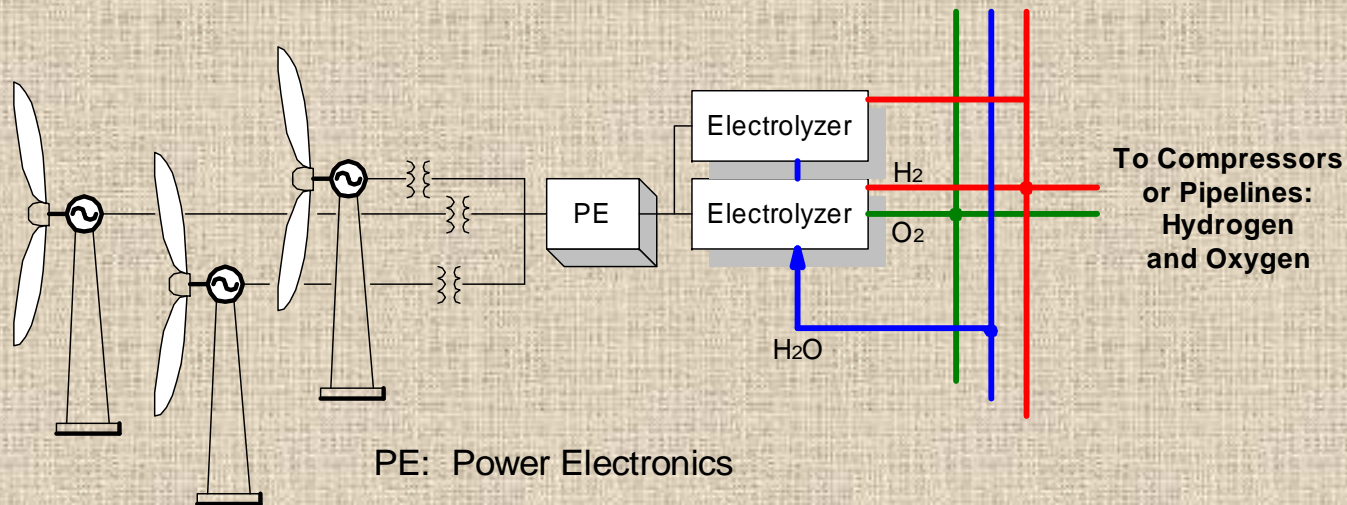 Electrolyzer
PE
Electrolyzer
H2
O2
H2O
To Compressors
or Pipelines:
Hydrogen
and Oxygen
PE: Power Electronics